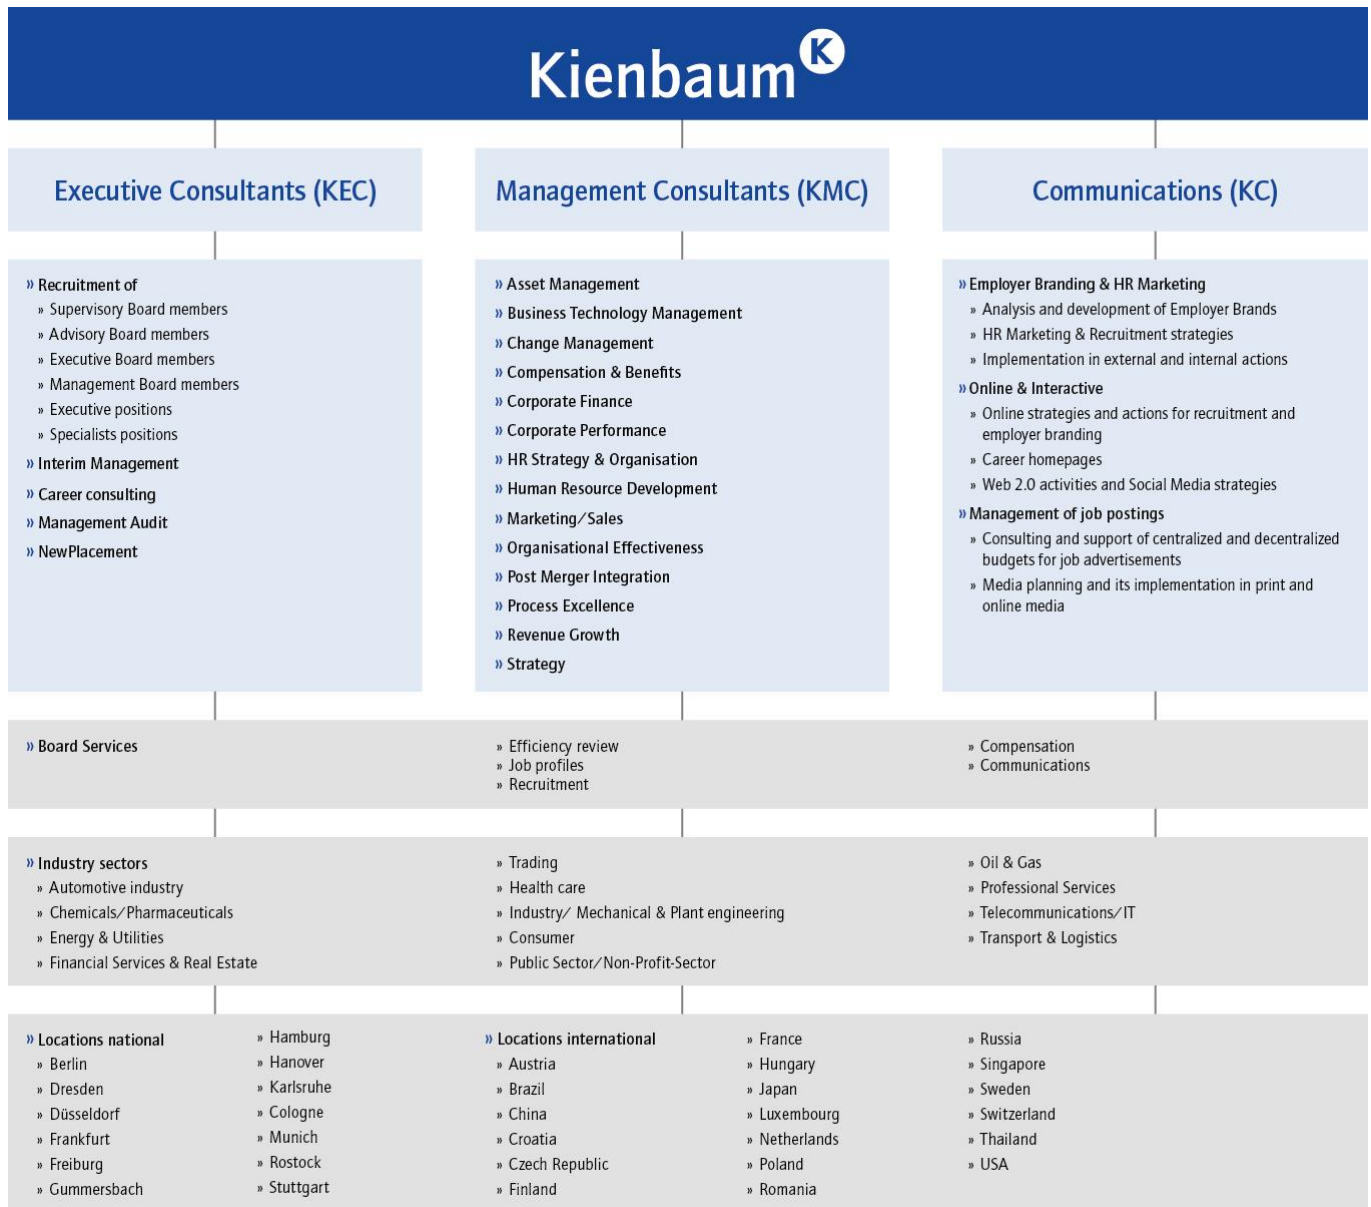 Kienbaum K
Executive Consultants (KEC)
Management Consultants (KMC)
Communications (KC)
» Recruitment of
» Supervisory Board members
» Advisory Board members
» Executive Board members
» Management Board members
» Executive positions
» Specialists positions
» Interim Management
» Career consulting
» Management Audit
» NewPlacement
» Asset Management
» Business Technology Management
» Change Management
» Compensation & Benefits
» Corporate Finance
» Corporate Performance
» HR Strategy & Organisation
» Human Resource Development
» Marketing/Sales
» Organisational Effectiveness
» Post Merger Integration
» Process Excellence
» Revenue Growth
» Strategy
» Employer Branding & HR Marketing
» Analysis and development of Employer Brands
» HR Marketing & Recruitment strategies
» Implementation in external and internal actions
» Online & Interactive
» Online strategies and actions for recruitment and
employer branding
» Career homepages
» Web 2.0 activities and Social Media strategies
» Management of job postings
» Consulting and support of centralized and decentralized
budgets for job advertisements
» Media planning and its implementation in print and
online media
» Board Services
» Efficiency review
» Job profiles
» Recruitment
» Compensation
» Communications
» Industry sectors
» Automotive industry
» Chemicals/Pharmaceuticals
» Energy & Utilities
» Financial Services & Real Estate
» Trading
» Health care
» Industry/ Mechanical & Plant engineering
» Consumer
» Public Sector/Non-Profit-Sector
» Oil & Gas
» Professional Services
» Telecommunications/IT
» Transport & Logistics
» Locations national
» Berlin
» Dresden
» Düsseldorf
» Frankfurt
» Freiburg
» Gummersbach
» Hamburg
» Hanover
» Karlsruhe
» Cologne
» Munich
» Rostock
» Stuttgart
» Locations international
» Austria
» Brazil
» China
» Croatia
» Czech Republic
» Finland
» France
» Hungary
» Japan
» Luxembourg
» Netherlands
» Poland
» Romania
» Russia
» Singapore
» Sweden
» Switzerland
» Thailand
» USA